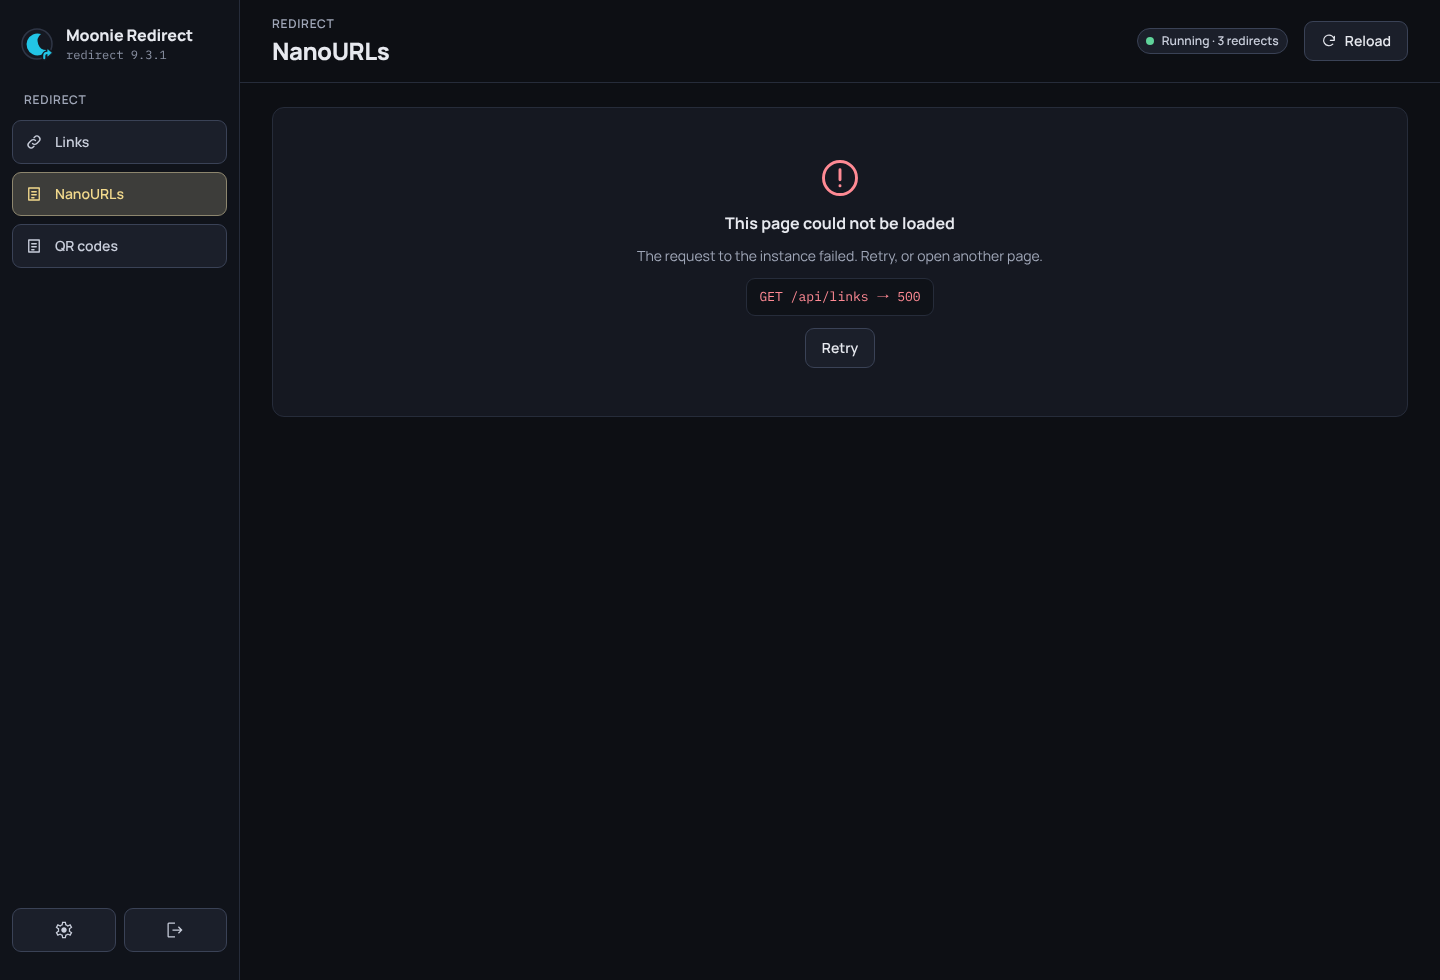 Moonie Redirect
redirect 9.3.1
REDIRECT
Links
NanoURLs
QR codes
REDIRECT
NanoURLs
Running · 3 redirects
Reload
This page could not be loaded
The request to the instance failed. Retry, or open another page.
GET /api/links → 500
Retry